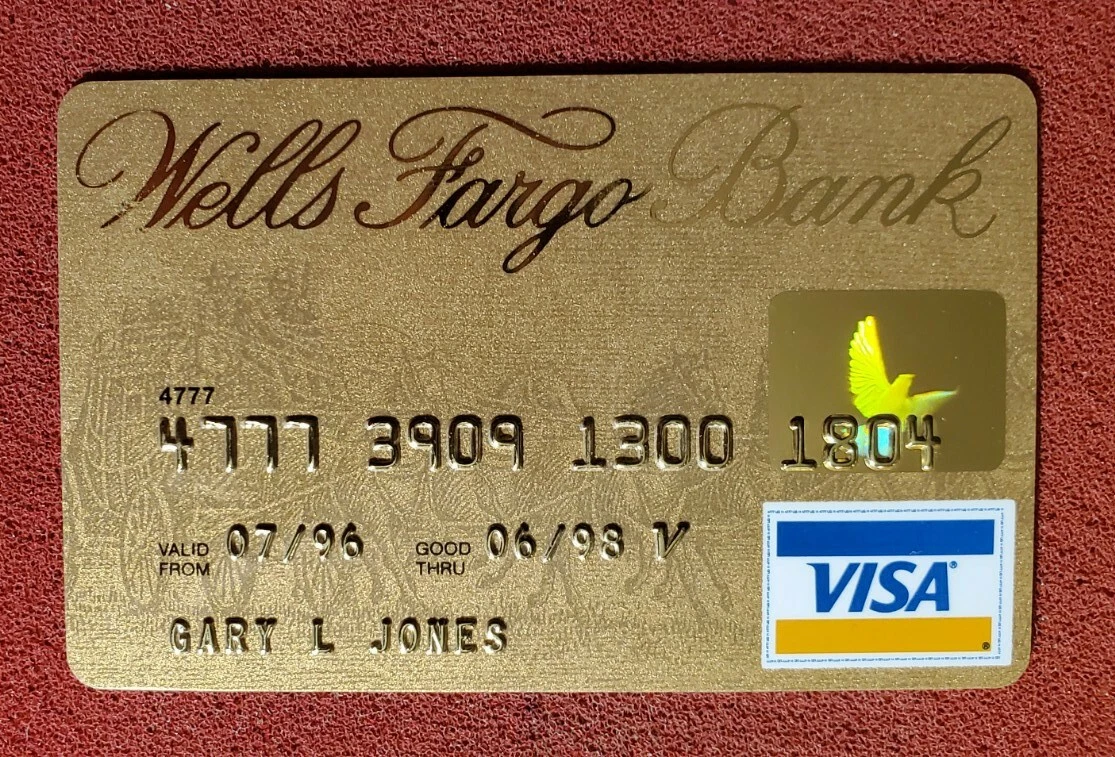 Wells Fargo Bank
4777
4777 3909 1300 1804
VALID FROM 07/96 GOOD THRU 06/98 V
GARY L JONES
VISA®